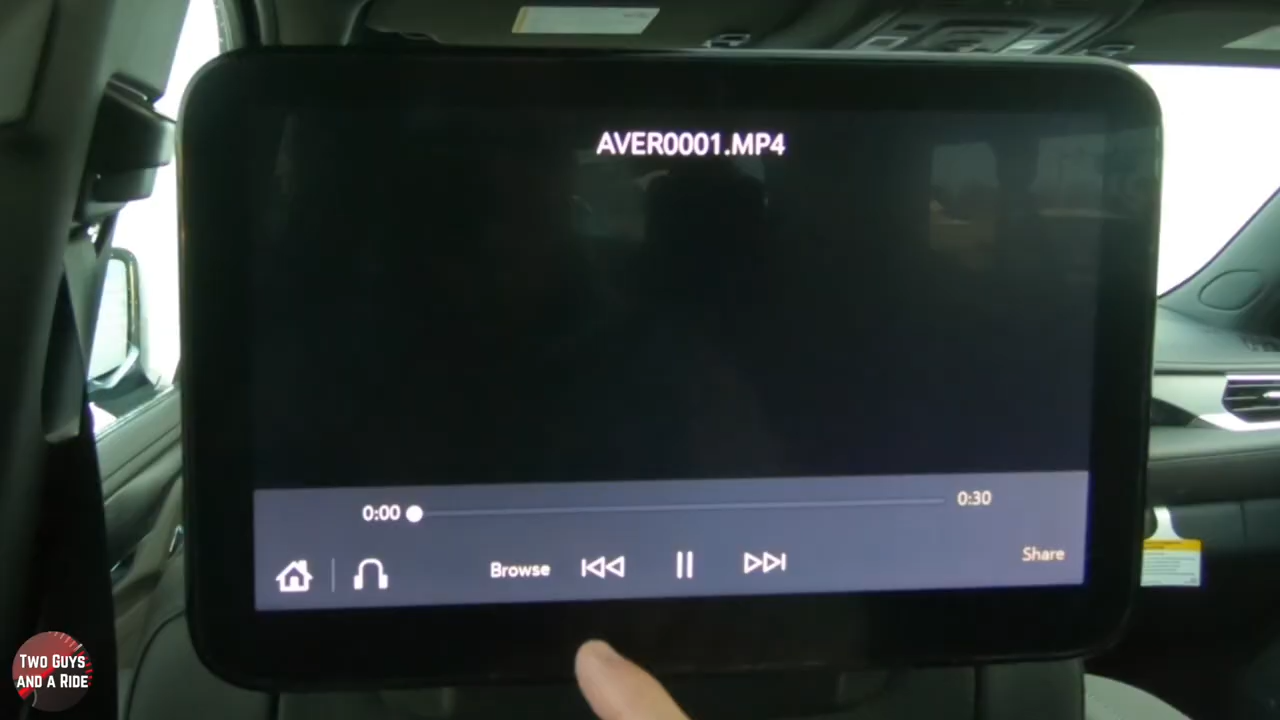 AVER0001.MP4
0:00
0:30
Browse
Share
TWO GUYS
AND A RIDE